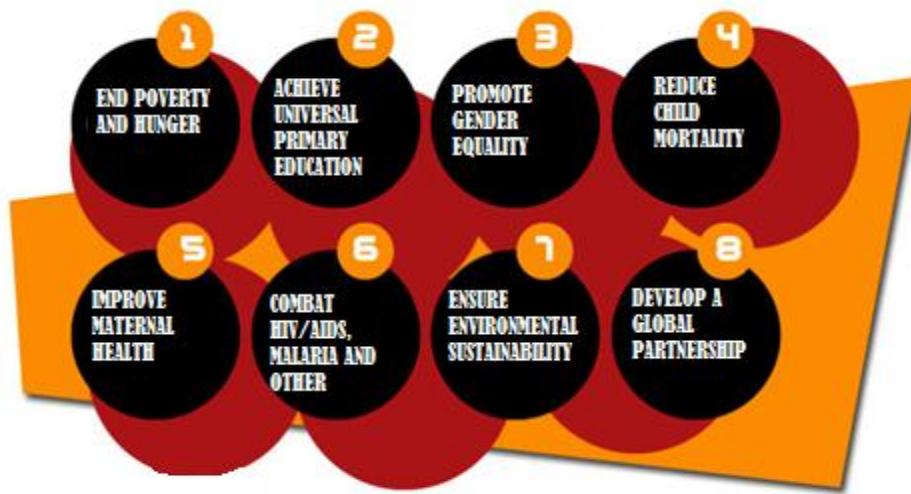 1
END POVERTY
AND HUNGER
2
ACHIEVE
UNIVERSAL
PRIMARY
EDUCATION
3
PROMOTE
GENDER
EQUALITY
4
REDUCE
CHILD
MORTALITY
5
IMPROVE
MATERNAL
HEALTH
6
COMBAT
HIV/AIDS,
MALARIA AND
OTHER
7
ENSURE
ENVIRONMENTAL
SUSTAINABILITY
8
DEVELOP A
GLOBAL
PARTNERSHIP